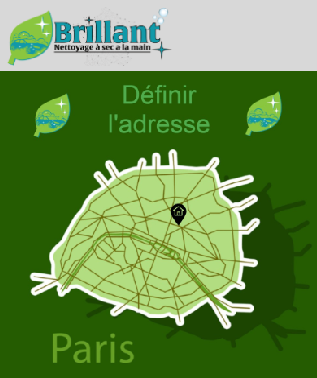 Brillant
Nettoyage à sec a la main
Définir
l'adresse
Paris